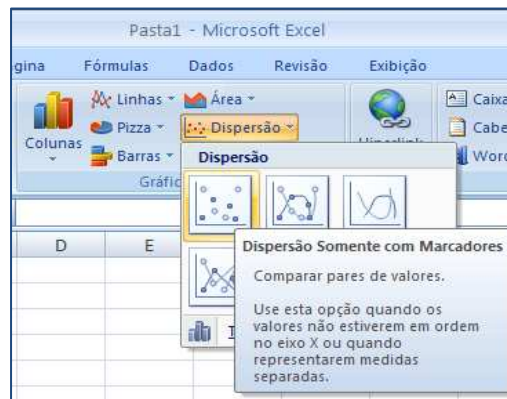 Pasta1 - Microsoft Excel
gina Fórmulas Dados Revisão Exibição
Linhas Área Caixa
Pizza Dispersão Cabe
Colunas Barras Hiperlink Word
Gráfic Dispersão
D E
Dispersão Somente com Marcadores
Comparar pares de valores.
Use esta opção quando os
valores não estiverem em ordem
no eixo X ou quando
representarem medidas
separadas.